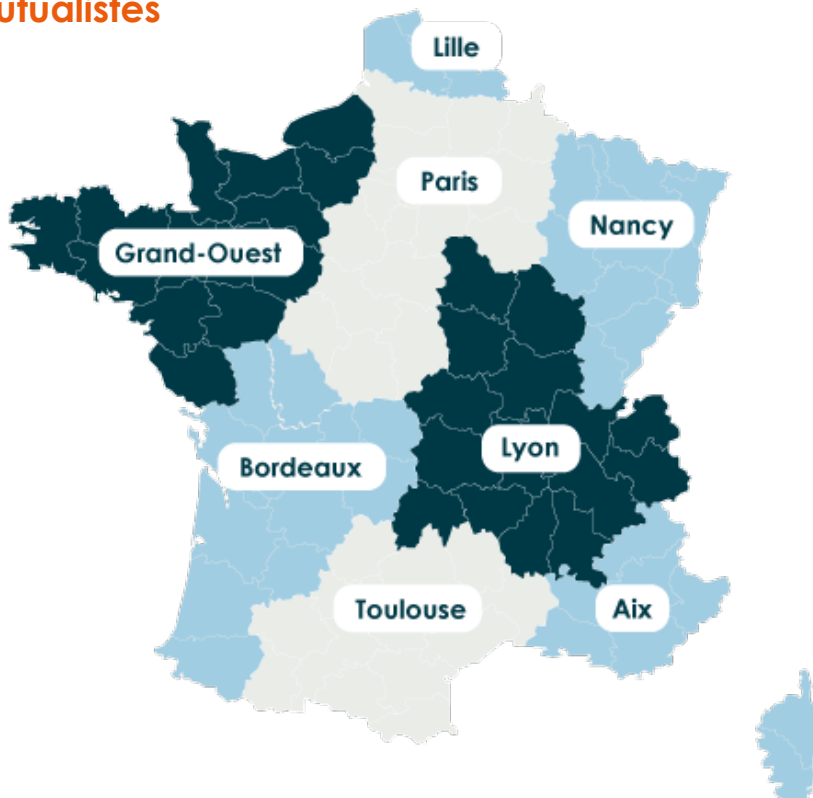 utualistes
Lille
Paris
Nancy
Grand-Ouest
Lyon
Bordeaux
Toulouse
Aix